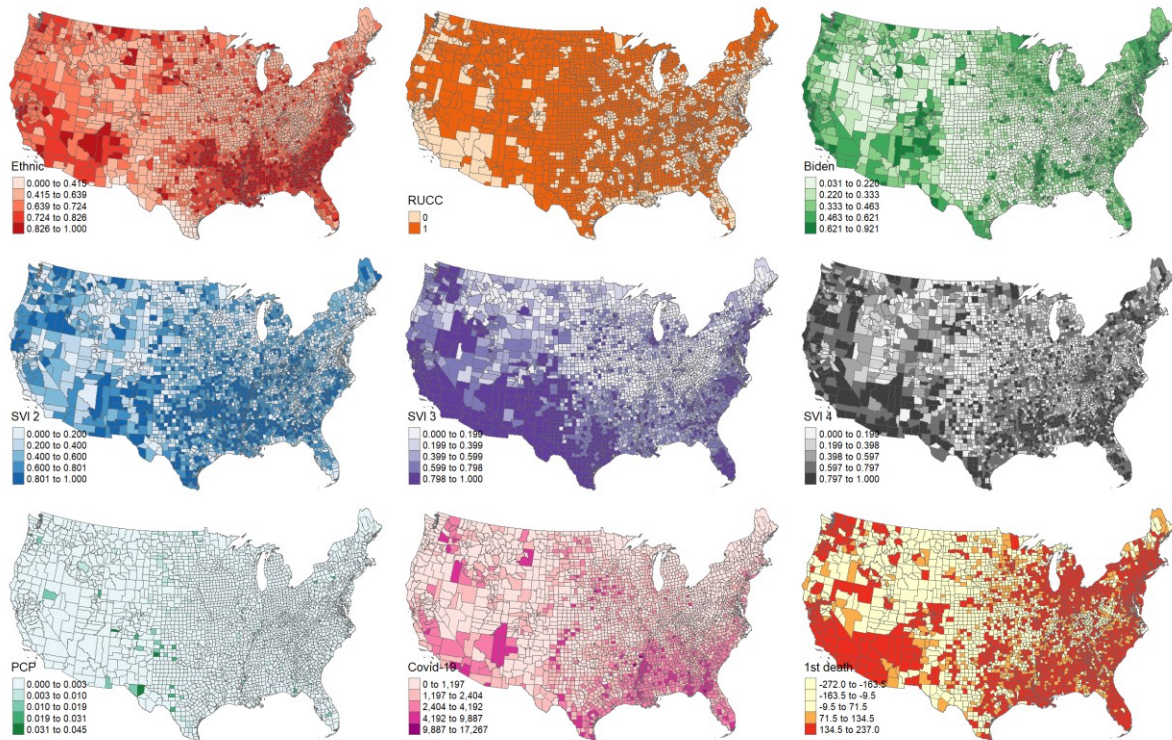 Ethnic
0.000 to 0.415
0.415 to 0.639
0.639 to 0.724
0.724 to 0.826
0.826 to 1.000
RUCC
0
1
Biden
0.031 to 0.220
0.220 to 0.333
0.333 to 0.463
0.463 to 0.621
0.621 to 0.921
SVI 2
0.000 to 0.200
0.200 to 0.400
0.400 to 0.600
0.600 to 0.801
0.801 to 1.000
SVI 3
0.000 to 0.199
0.199 to 0.399
0.399 to 0.599
0.599 to 0.798
0.798 to 1.000
SVI 4
0.000 to 0.199
0.199 to 0.398
0.398 to 0.597
0.597 to 0.797
0.797 to 1.000
PCP
0.000 to 0.003
0.003 to 0.010
0.010 to 0.019
0.019 to 0.031
0.031 to 0.045
Covid-19
0 to 1,197
1,197 to 2,404
2,404 to 4,192
4,192 to 9,887
9,887 to 17,267
1st death
-272.0 to -163.5
-163.5 to -9.5
-9.5 to 71.5
71.5 to 134.5
134.5 to 237.0